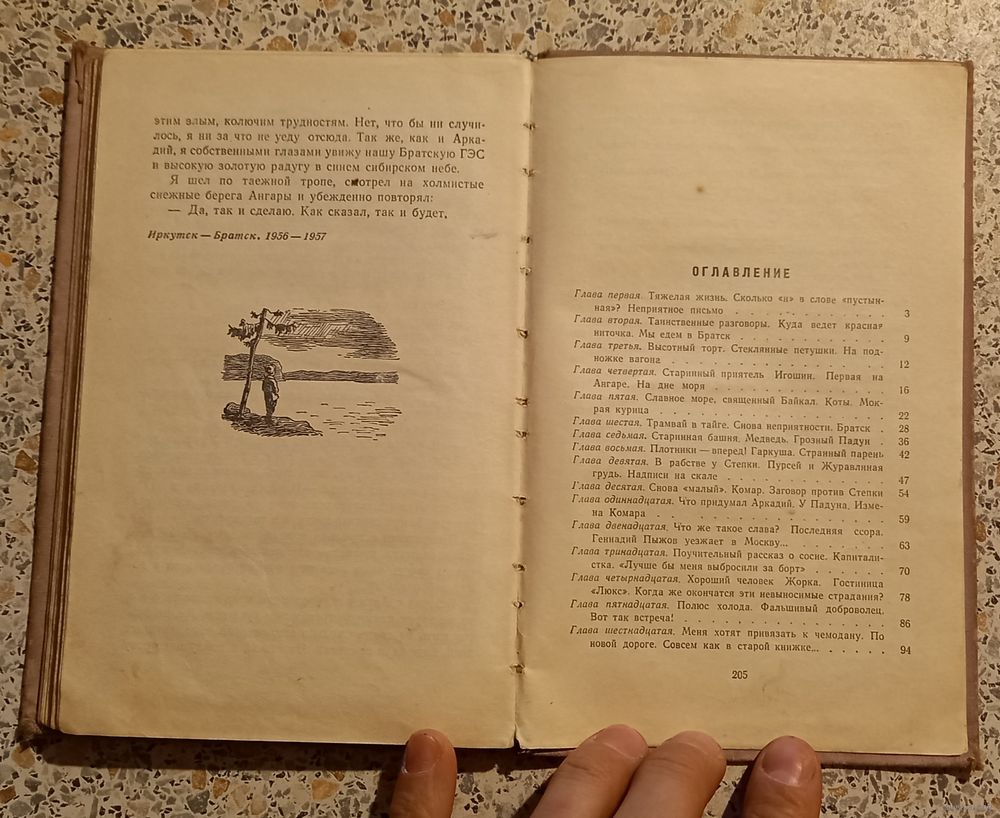 этим злым, колючим трудностям. Нет, что бы ни случи-
лось, я ни за что не уеду отсюда. Так же, как и Арка-
дий, я собственными глазами увижу нашу Братскую ГЭС
и высокую золотую радугу в синем сибирском небе.
Я шел по таежной тропе, смотрел на холмистые
снежные берега Ангары и убежденно повторял:
— Да, так и сделаю. Как сказал, так и будет.
Иркутск — Братск. 1956 — 1957
ОГЛАВЛЕНИЕ
Глава первая. Тяжелая жизнь. Сколько «н» в слове «пустын-
ная»? Неприятное письмо . . . . . . . . . . . 3
Глава вторая. Таинственные разговоры. Куда ведет красная
ниточка. Мы едем в Братск . . . . . . . . . . 9
Глава третья. Высотный торт. Стеклянные петушки. На под-
ножке вагона . . . . . . . . . . . . . . . 12
Глава четвертая. Старинный приятель Игошин. Первая на
Ангаре. На дне моря . . . . . . . . . . . . 16
Глава пятая. Славное море, священный Байкал. Коты. Мок-
рая курица . . . . . . . . . . . . . . . . 22
Глава шестая. Трамвай в тайге. Снова неприятности. Братск . 28
Глава седьмая. Старинная башня. Медведь. Грозный Падун . 36
Глава восьмая. Плотники — вперед! Гаркуша. Странный парень 42
Глава девятая. В рабстве у Степки. Пурсей и Журавлиная
грудь. Надписи на скале . . . . . . . . . . . 47
Глава десятая. Снова «малый». Комар. Заговор против Степки 54
Глава одиннадцатая. Что придумал Аркадий. У Падуна. Изме-
на Комара . . . . . . . . . . . . . . . . 59
Глава двенадцатая. Что же такое слава? Последняя ссора.
Геннадий Пыжов уезжает в Москву... . . . . . . 63
Глава тринадцатая. Поучительный рассказ о сосне. Капитали-
стка. «Лучше бы меня выбросили за борт» . . . . . 70
Глава четырнадцатая. Хороший человек Жорка. Гостиница
«Люкс». Когда же окончатся эти невыносимые страдания? 78
Глава пятнадцатая. Полюс холода. Фальшивый доброволец.
Вот так встреча! . . . . . . . . . . . . . . 86
Глава шестнадцатая. Меня хотят привязать к чемодану. По
новой дороге. Совсем как в старой книжке... . . . . . 94
205